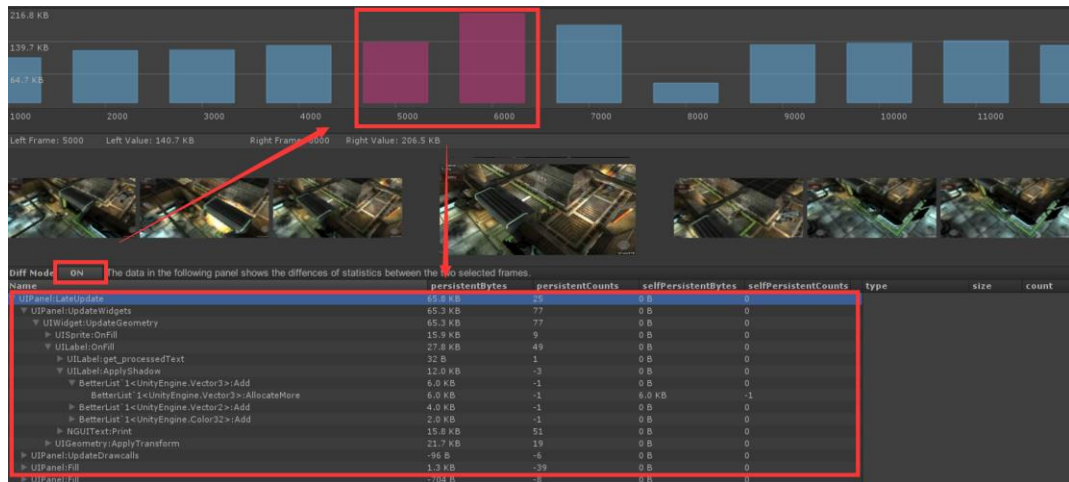 216.8 KB
139.7 KB
64.7 KB
1000 2000 3000 4000 5000 6000 7000 8000 9000 10000 11000
Left Frame: 5000 Left Value: 140.7 KB Right Frame: 6000 Right Value: 206.5 KB
Diff Mode ON The data in the following panel shows the diffences of statistics between the two selected frames.
Name persistentBytes persistentCounts selfPersistentBytes selfPersistentCounts type size count
UIPanel:LateUpdate 65.8 KB 25 0 B 0
UIPanel:UpdateWidgets 65.3 KB 77 0 B 0
UIWidget:UpdateGeometry 65.3 KB 77 0 B 0
UISprite:OnFill 15.9 KB 9 0 B 0
UILabel:OnFill 27.8 KB 49 0 B 0
UILabel:get_processedText 32 B 1 0 B 0
UILabel:ApplyShadow 12.0 KB -3 0 B 0
BetterList`1<UnityEngine.Vector3>:Add 6.0 KB -1 0 B 0
BetterList`1<UnityEngine.Vector3>:AllocateMore 6.0 KB -1 6.0 KB -1
BetterList`1<UnityEngine.Vector2>:Add 4.0 KB -1 0 B 0
BetterList`1<UnityEngine.Color32>:Add 2.0 KB -1 0 B 0
NGUIText:Print 15.8 KB 51 0 B 0
UIGeometry:ApplyTransform 21.7 KB 19 0 B 0
UIPanel:UpdateDrawcalls -96 B -6 0 B 0
UIPanel:Fill 1.3 KB -39 0 B 0
UIPanel:Fill -704 B -8 0 B 0